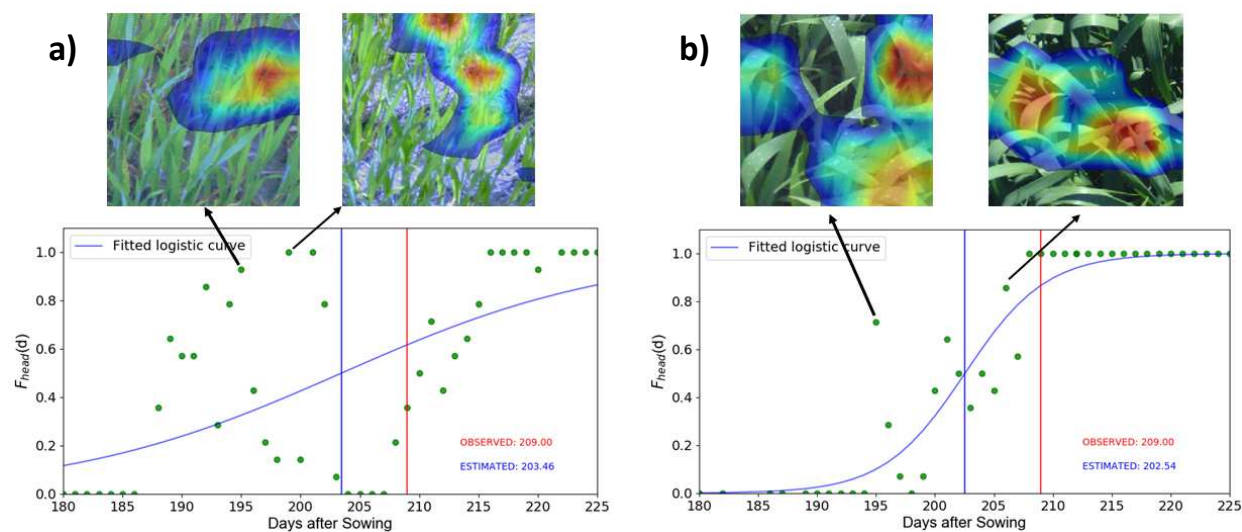 a)
b)
Fitted logistic curve
1.0
0.8
0.6
0.4
0.2
0.0
F_head(d)
OBSERVED: 209.00
ESTIMATED: 203.46
180 185 190 195 200 205 210 215 220 225
Days after Sowing
Fitted logistic curve
1.0
0.8
0.6
0.4
0.2
0.0
F_head(d)
OBSERVED: 209.00
ESTIMATED: 202.54
180 185 190 195 200 205 210 215 220 225
Days after Sowing